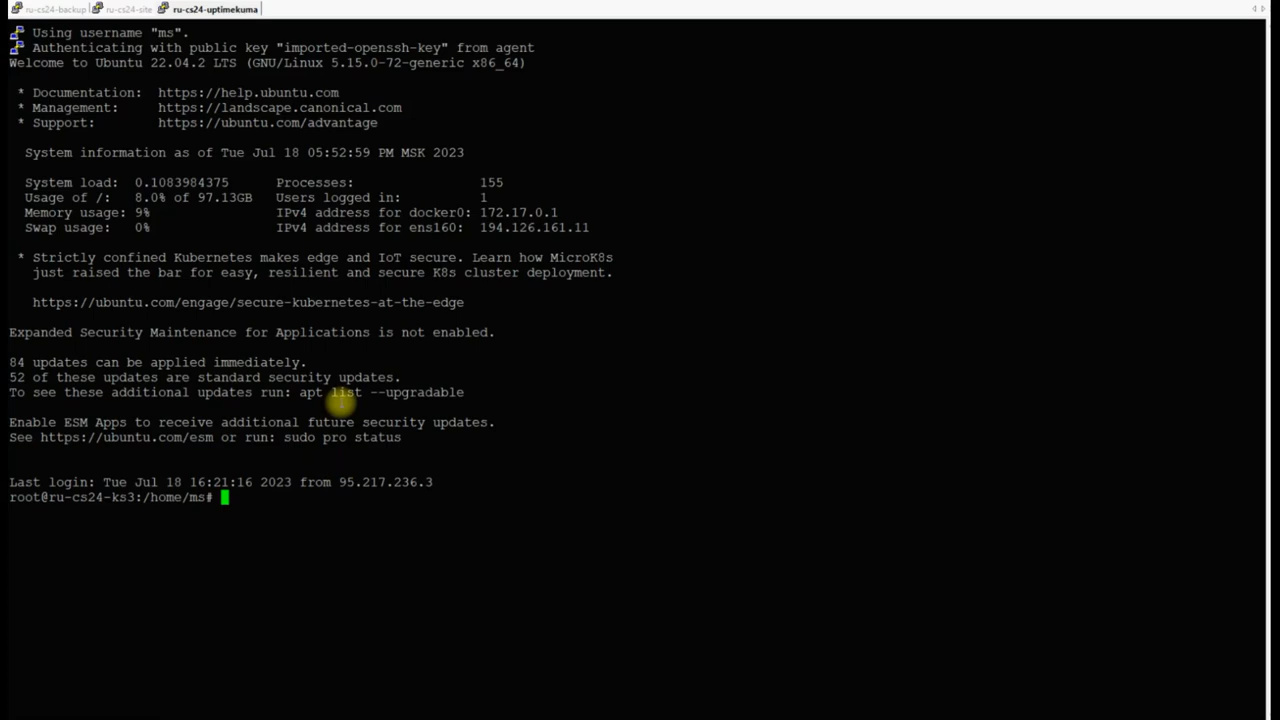 ru-cs24-backup ru-cs24-site ru-cs24-uptimekuma
Using username "ms".
Authenticating with public key "imported-openssh-key" from agent
Welcome to Ubuntu 22.04.2 LTS (GNU/Linux 5.15.0-72-generic x86_64)
* Documentation: https://help.ubuntu.com
* Management: https://landscape.canonical.com
* Support: https://ubuntu.com/advantage
System information as of Tue Jul 18 05:52:59 PM MSK 2023
System load: 0.1083984375 Processes: 155
Usage of /: 8.0% of 97.13GB Users logged in: 1
Memory usage: 9% IPv4 address for docker0: 172.17.0.1
Swap usage: 0% IPv4 address for ens160: 194.126.161.11
* Strictly confined Kubernetes makes edge and IoT secure. Learn how MicroK8s
just raised the bar for easy, resilient and secure K8s cluster deployment.
https://ubuntu.com/engage/secure-kubernetes-at-the-edge
Expanded Security Maintenance for Applications is not enabled.
84 updates can be applied immediately.
52 of these updates are standard security updates.
To see these additional updates run: apt list --upgradable
Enable ESM Apps to receive additional future security updates.
See https://ubuntu.com/esm or run: sudo pro status
Last login: Tue Jul 18 16:21:16 2023 from 95.217.236.3
root@ru-cs24-ks3:/home/ms#